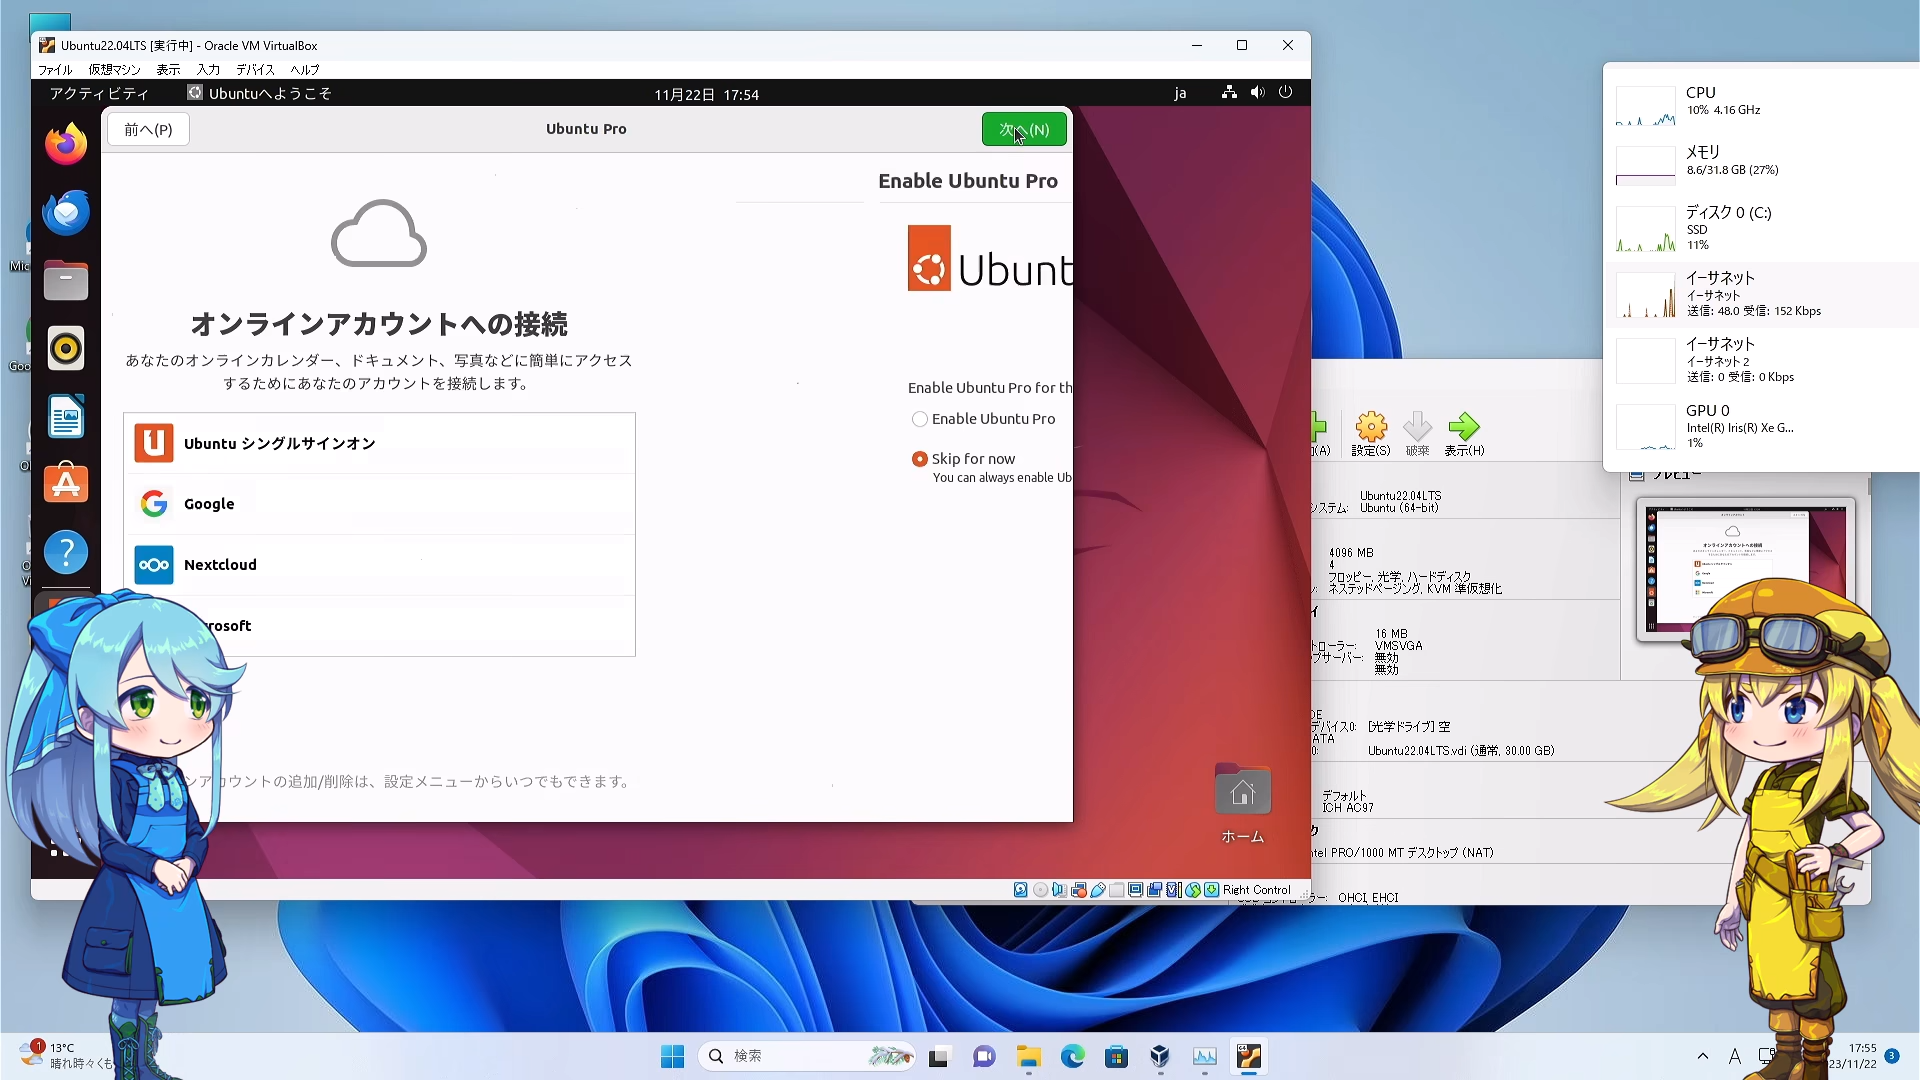 Ubuntu22.04LTS [実行中] - Oracle VM VirtualBox
ファイル 仮想マシン 表示 入力 デバイス ヘルプ
アクティビティ Ubuntuへようこそ 11月22日 17:54 ja
前へ(P) Ubuntu Pro 次へ(N)
オンラインアカウントへの接続
あなたのオンラインカレンダー、ドキュメント、写真などに簡単にアクセス
するためにあなたのアカウントを接続します。
Ubuntu シングルサインオン
Google
Nextcloud
rosoft
ンアカウントの追加/削除は、設定メニューからいつでもできます。
Enable Ubuntu Pro
Ubunt
Enable Ubuntu Pro for th
Enable Ubuntu Pro
Skip for now
You can always enable Ub
ホーム
Right Control
CPU
10% 4.16 GHz
メモリ
8.6/31.8 GB (27%)
ディスク 0 (C:)
SSD
11%
イーサネット
イーサネット
送信: 48.0 受信: 152 Kbps
イーサネット
イーサネット 2
送信: 0 受信: 0 Kbps
GPU 0
Intel(R) Iris(R) Xe G...
1%
(A) 設定(S) 破棄 表示(H)
プレビュー
Ubuntu22.04LTS
システム: Ubuntu (64-bit)
4096 MB
4
フロッピー, 光学, ハードディスク
ネステッドページング, KVM 準仮想化
16 MB
トローラー: VMSVGA
プサーバー: 無効
無効
DE
デバイス0: [光学ドライブ] 空
ATA
0: Ubuntu22.04LTS.vdi (通常, 30.00 GB)
デフォルト
ICH AC97
ntel PRO/1000 MT デスクトップ (NAT)
ラー: OHCI, EHCI
Mic
Goo
1
13°C
晴れ時々くも
検索
A
17:55
23/11/22
3